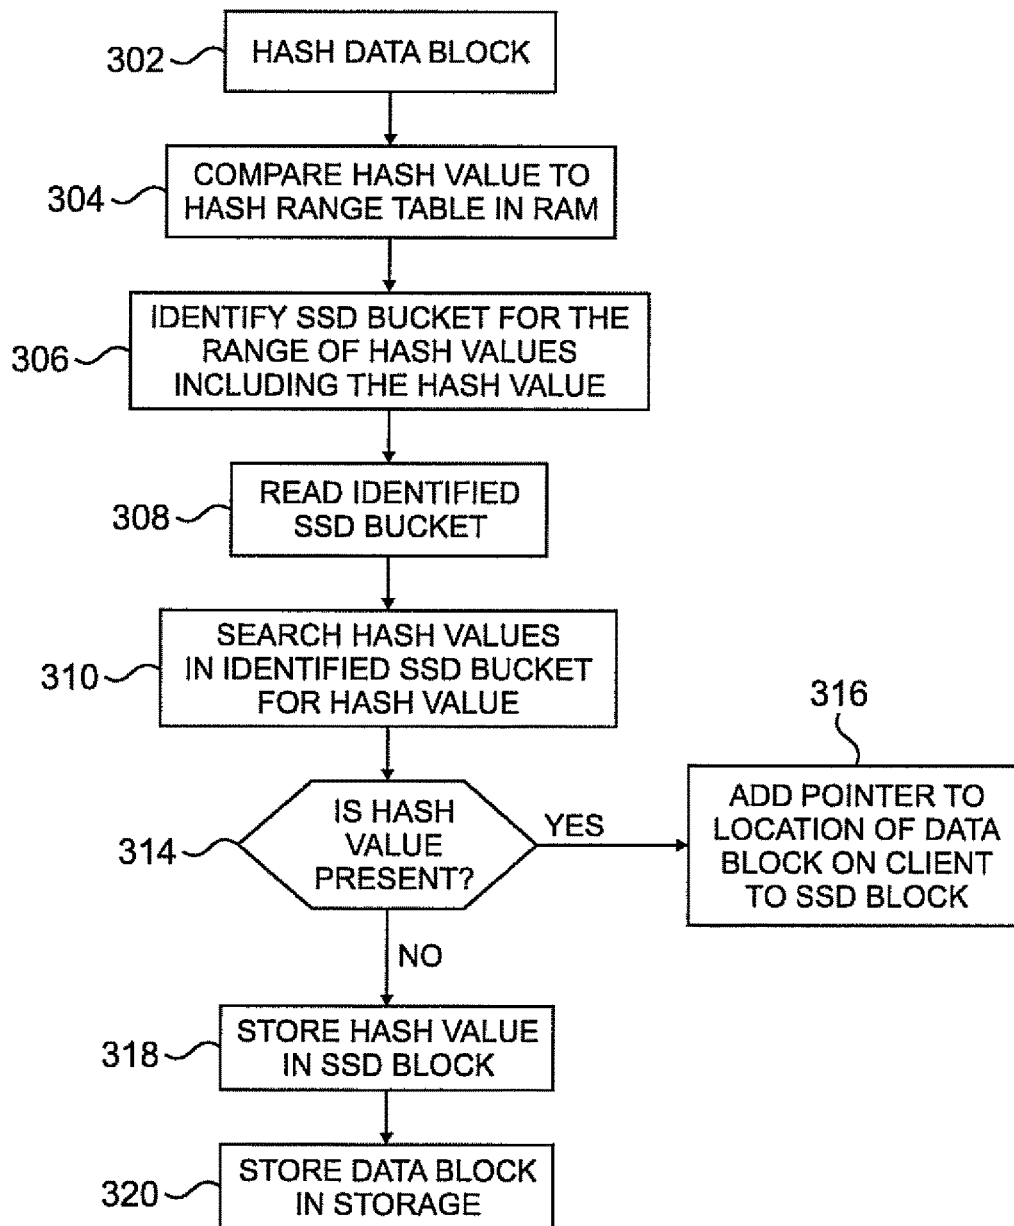 302
HASH DATA BLOCK
304
COMPARE HASH VALUE TO
HASH RANGE TABLE IN RAM
306
IDENTIFY SSD BUCKET FOR THE
RANGE OF HASH VALUES
INCLUDING THE HASH VALUE
308
READ IDENTIFIED
SSD BUCKET
310
SEARCH HASH VALUES
IN IDENTIFIED SSD BUCKET
FOR HASH VALUE
314
IS HASH
VALUE
PRESENT?
YES
316
ADD POINTER TO
LOCATION OF DATA
BLOCK ON CLIENT
TO SSD BLOCK
NO
318
STORE HASH VALUE
IN SSD BLOCK
320
STORE DATA BLOCK
IN STORAGE